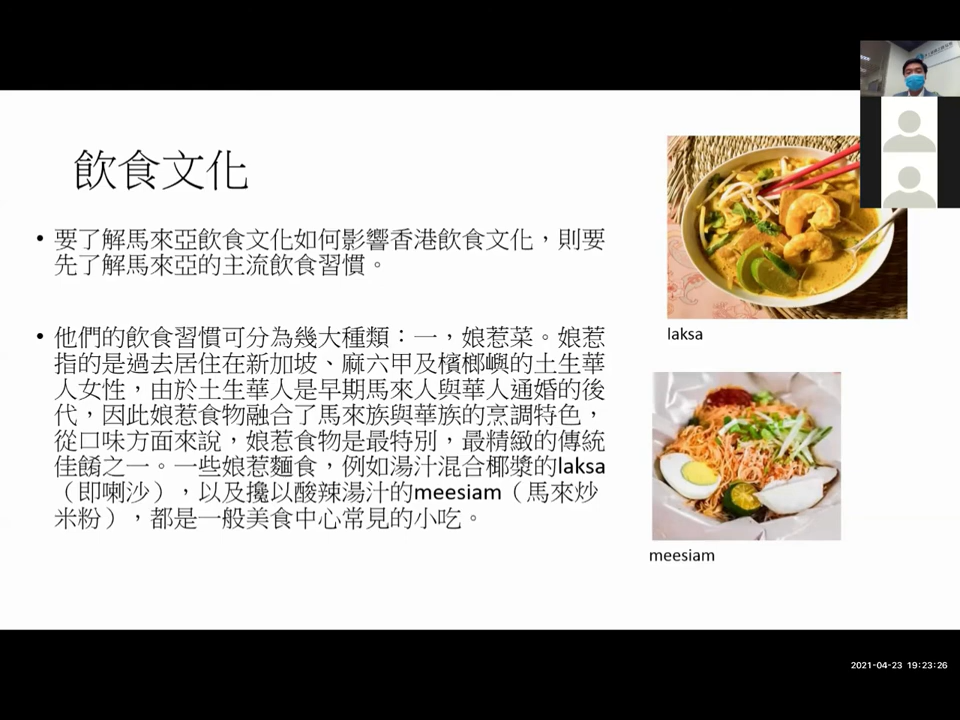 飲食文化
• 要了解馬來亞飲食文化如何影響香港飲食文化，則要
先了解馬來亞的主流飲食習慣。
• 他們的飲食習慣可分為幾大種類：一，娘惹菜。娘惹
指的是過去居住在新加坡、麻六甲及檳榔嶼的土生華
人女性，由於土生華人是早期馬來人與華人通婚的後
代，因此娘惹食物融合了馬來族與華族的烹調特色，
從口味方面來說，娘惹食物是最特別，最精緻的傳統
佳餚之一。一些娘惹麵食，例如湯汁混合椰漿的laksa
（即喇沙），以及攙以酸辣湯汁的meesiam（馬來炒
米粉），都是一般美食中心常見的小吃。
laksa
meesiam
2021-04-23 19:23:26